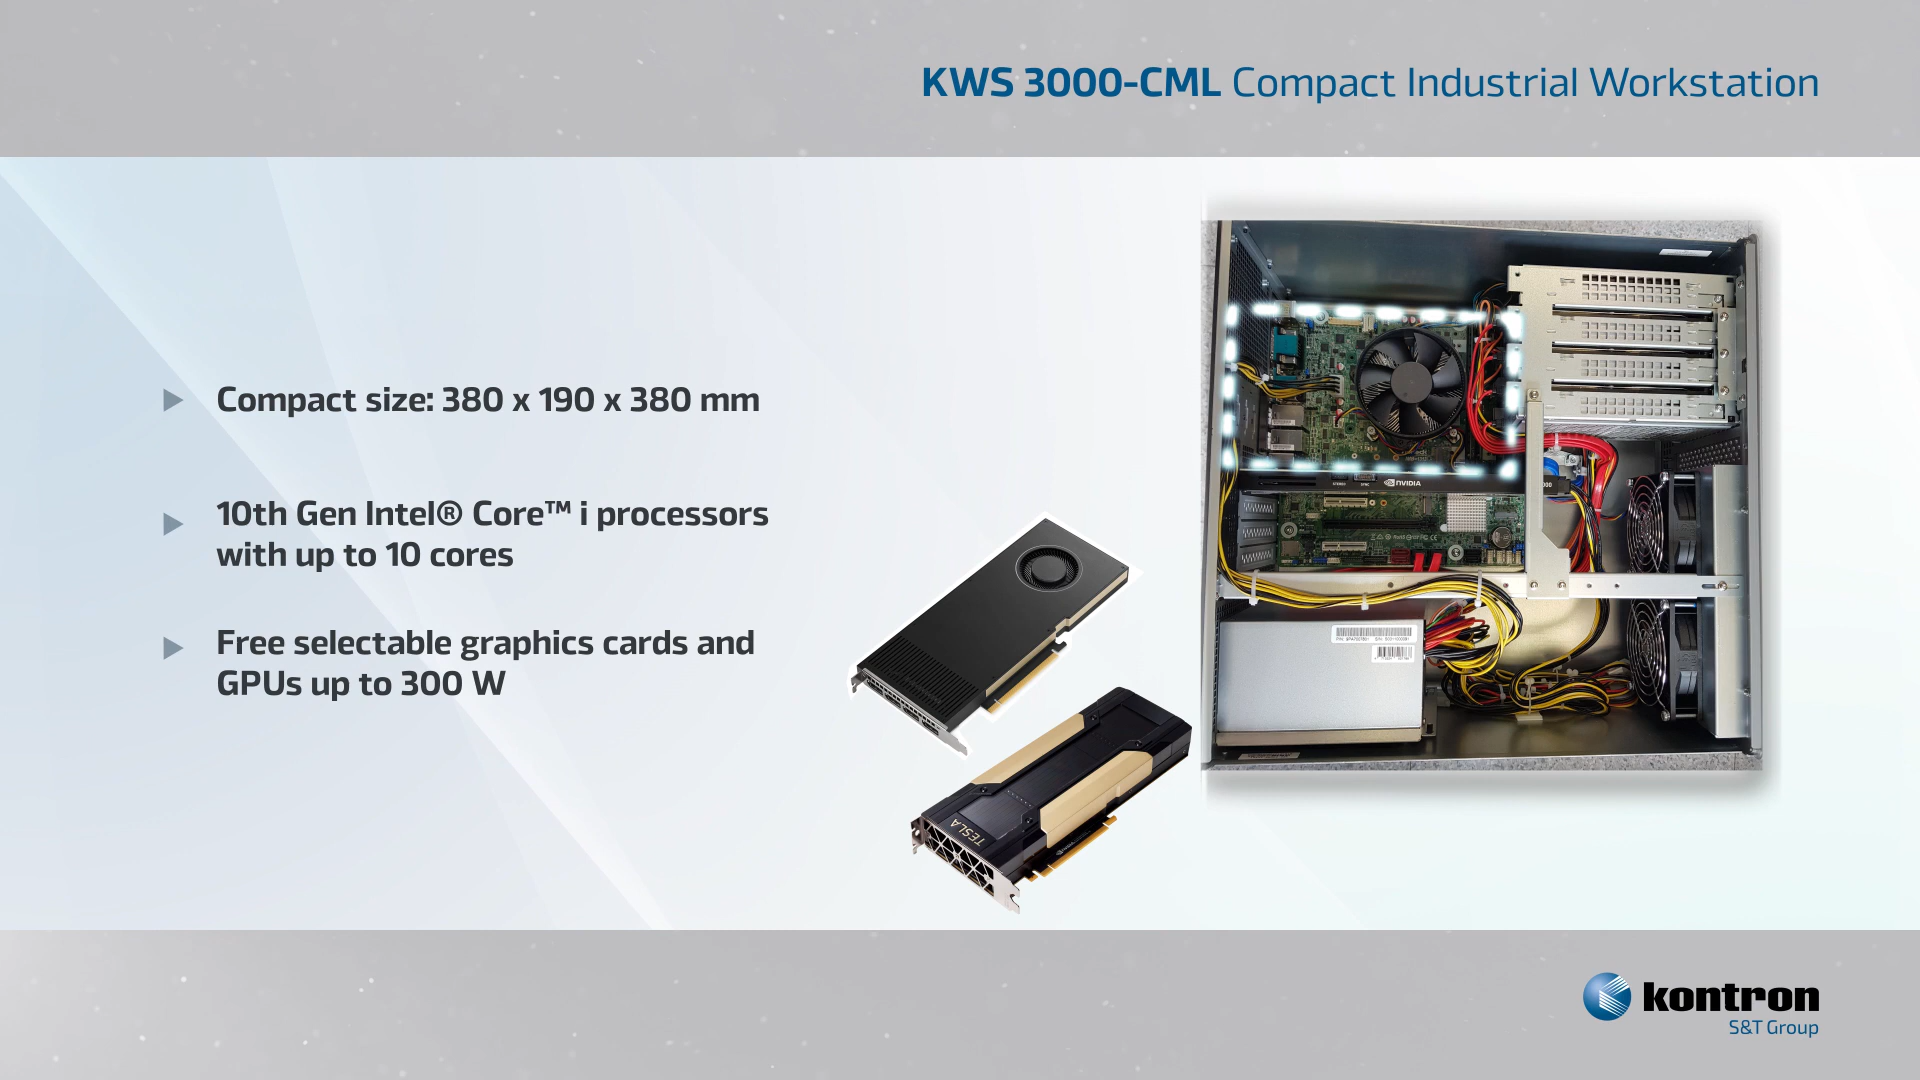 KWS 3000-CML Compact Industrial Workstation
Compact size: 380 x 190 x 380 mm
10th Gen Intel® Core™ i processors
with up to 10 cores
Free selectable graphics cards and
GPUs up to 300 W
NVIDIA
TESLA
kontron
S&T Group